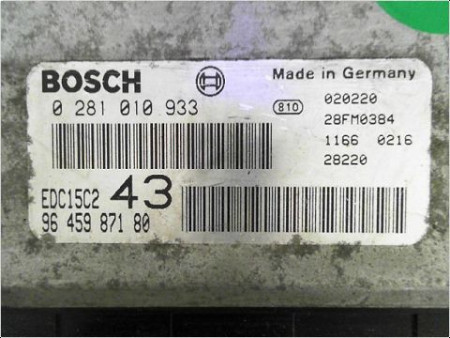 BOSCH
Made in Germany
0 281 010 933
810
020220
28FM0384
1166 0216
28220
EDC15C2 43
96 459 871 80